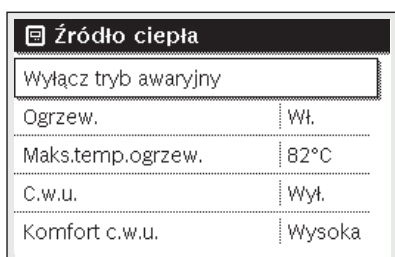 Źródło ciepła
Wyłącz tryb awaryjny
Ogrzew. Wł.
Maks.temp.ogrzew. 82°C
C.w.u. Wył.
Komfort c.w.u. Wysoka